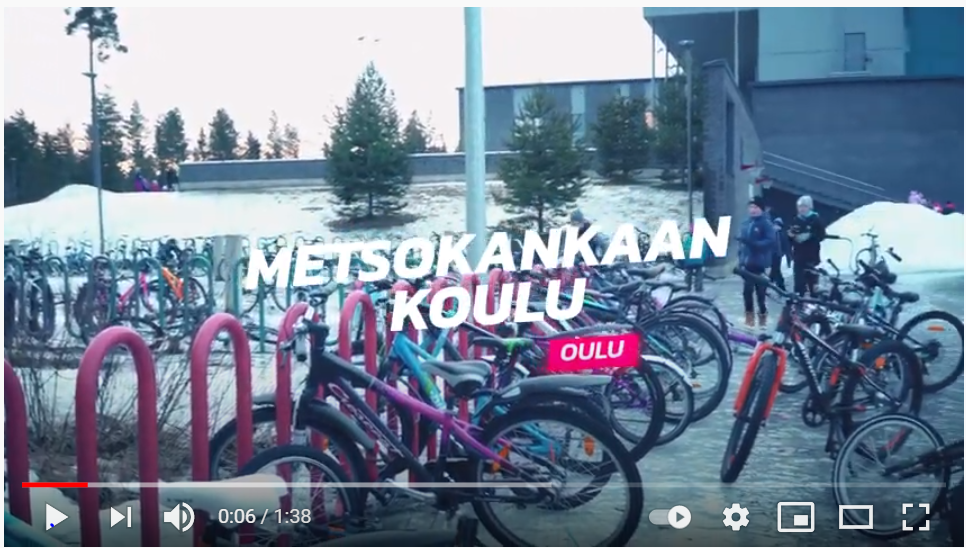 METSOKANKAAN
KOULU
OULU
0:06 / 1:38